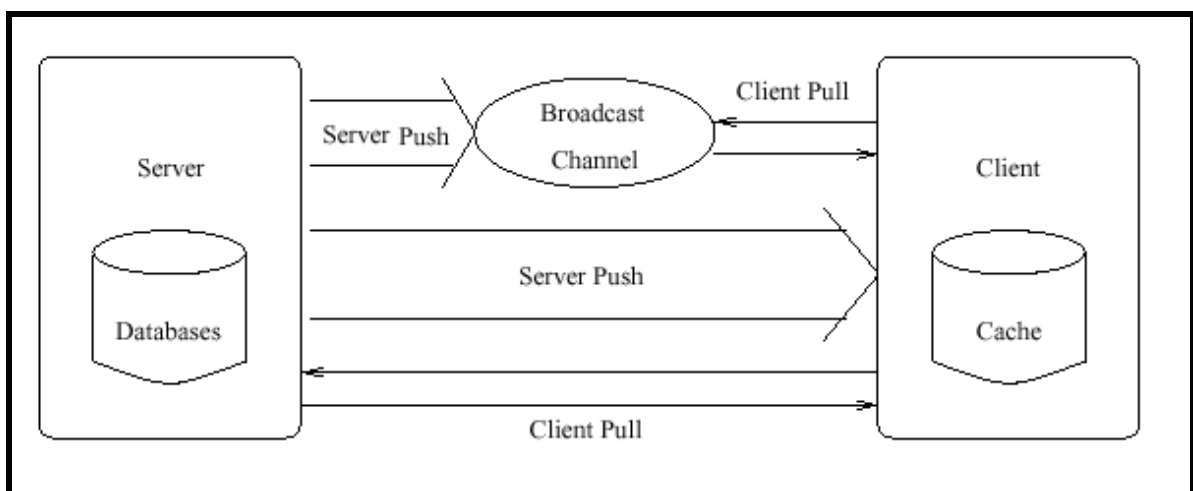 Server
Databases
Server Push
Broadcast
Channel
Client Pull
Server Push
Client Pull
Client
Cache